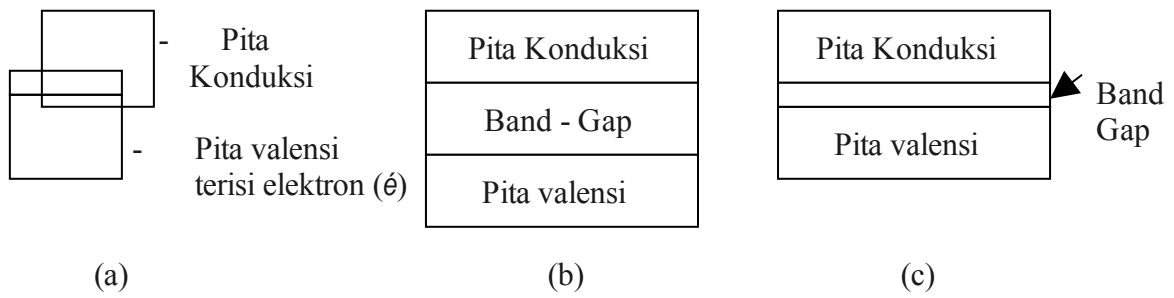 - Pita
Konduksi
- Pita valensi
terisi elektron (é)
(a)
Pita Konduksi
Band - Gap
Pita valensi
(b)
Pita Konduksi
Pita valensi
Band
Gap
(c)